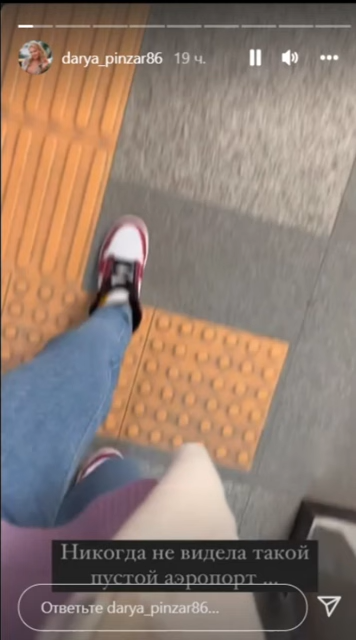 darya_pinzar86 19 ч.
Никогда не видела такой
пустой аэропорт ...
Ответьте darya_pinzar86...